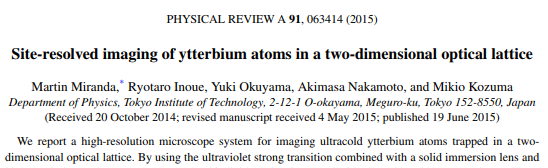 PHYSICAL REVIEW A 91, 063414 (2015)
Site-resolved imaging of ytterbium atoms in a two-dimensional optical lattice
Martin Miranda,* Ryotaro Inoue, Yuki Okuyama, Akimasa Nakamoto, and Mikio Kozuma
Department of Physics, Tokyo Institute of Technology, 2-12-1 O-okayama, Meguro-ku, Tokyo 152-8550, Japan
(Received 20 October 2014; revised manuscript received 4 May 2015; published 19 June 2015)
We report a high-resolution microscope system for imaging ultracold ytterbium atoms trapped in a two-
dimensional optical lattice. By using the ultraviolet strong transition combined with a solid immersion lens and